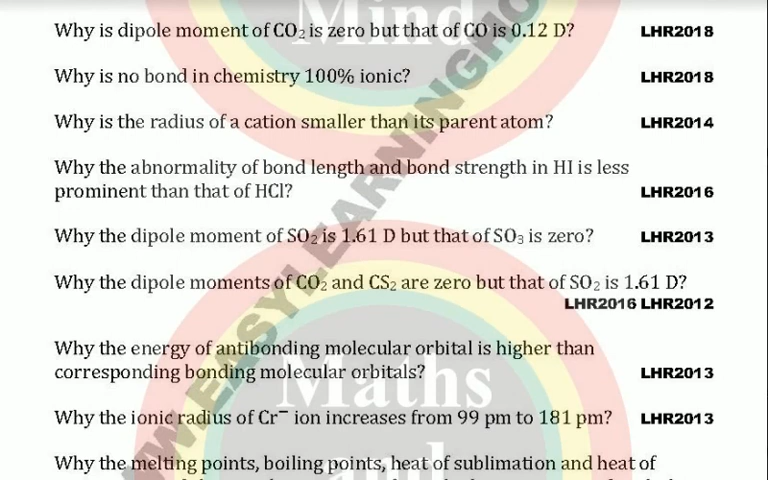 Mind
Why is dipole moment of CO₂ is zero but that of CO is 0.12 D? LHR2018
Why is no bond in chemistry 100% ionic? LHR2018
Why is the radius of a cation smaller than its parent atom? LHR2014
Why the abnormality of bond length and bond strength in HI is less
prominent than that of HCl? LHR2016
Why the dipole moment of SO₂ is 1.61 D but that of SO₃ is zero? LHR2013
Why the dipole moments of CO₂ and CS₂ are zero but that of SO₂ is 1.61 D?
LHR2016 LHR2012
Why the energy of antibonding molecular orbital is higher than
corresponding bonding molecular orbitals? LHR2013
Why the ionic radius of Cr⁻ ion increases from 99 pm to 181 pm? LHR2013
Why the melting points, boiling points, heat of sublimation and heat of
Maths
and